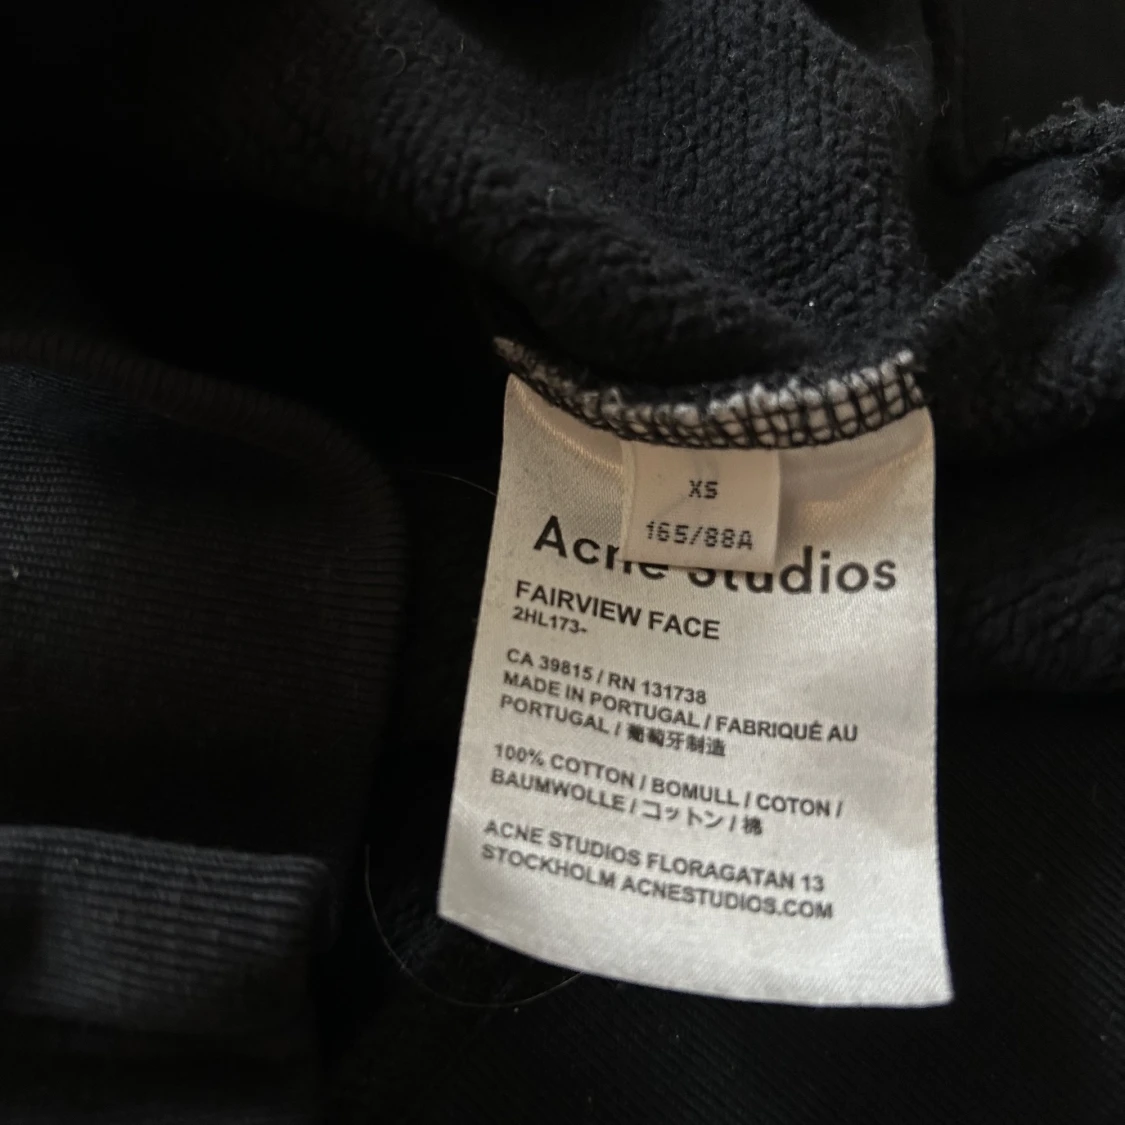 XS
165/88A
Acne Studios
FAIRVIEW FACE
2HL173-
CA 39815 / RN 131738
MADE IN PORTUGAL / FABRIQUÉ AU
PORTUGAL / 葡萄牙制造
100% COTTON / BOMULL / COTON /
BAUMWOLLE / コットン / 棉
ACNE STUDIOS FLORAGATAN 13
STOCKHOLM ACNESTUDIOS.COM